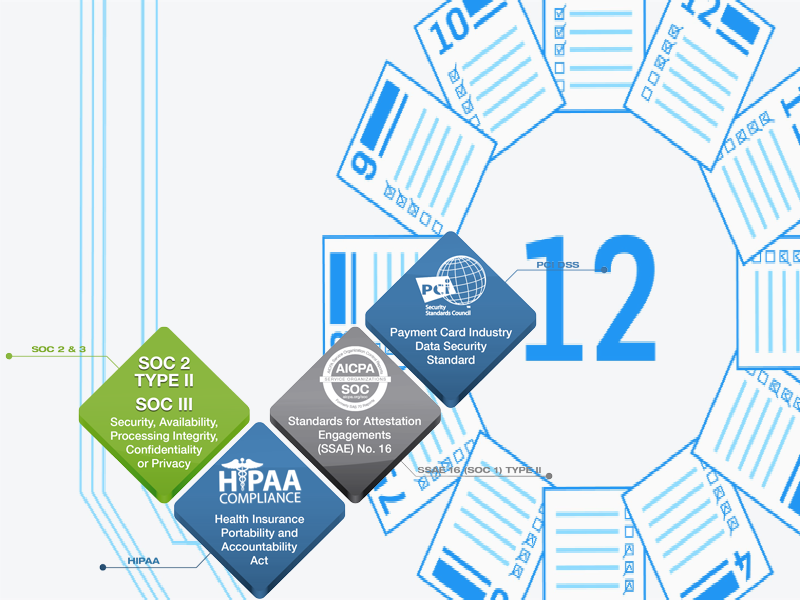 10
12
9
12
PCI DSS
PCi
Security
Standards Council
Payment Card Industry
Data Security
Standard
SOC 2 & 3
SOC 2
TYPE II
SOC III
Security, Availability,
Processing Integrity,
Confidentiality
or Privacy
AICPA
SERVICE ORGANIZATIONS
SOC
Standards for Attestation
Engagements
(SSAE) No. 16
SSAE 16 (SOC 1) TYPE II
HIPAA
COMPLIANCE
Health Insurance
Portability and
Accountability
Act
HIPAA
4